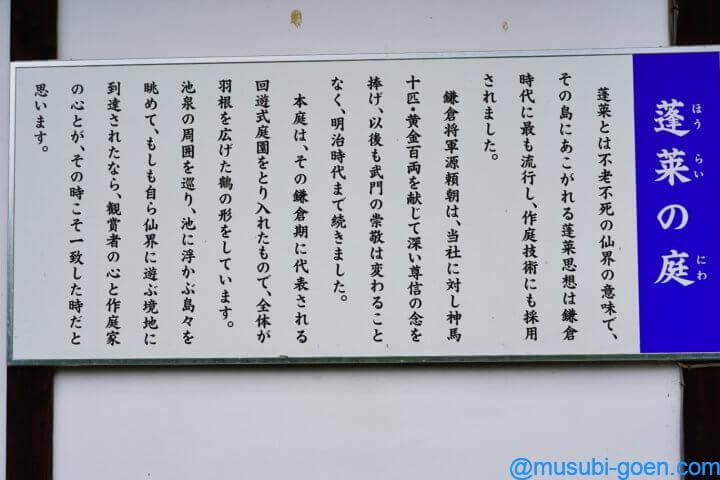 蓬莱の庭
ほう らい にわ
蓬莱とは不老不死の仙界の意味で、
その島にあこがれる蓬莱思想は鎌倉
時代に最も流行し、作庭技術にも採用
されました。
鎌倉将軍源頼朝は、当社に対し神馬
十匹・黄金百両を献じて深い尊信の念を
捧げ、以後も武門の崇敬は変わること
なく、明治時代まで続きました。
本庭は、その鎌倉期に代表される
回遊式庭園をとり入れたもので、全体が
羽根を広げた鶴の形をしています。
池泉の周囲を巡り、池に浮かぶ島々を
眺めて、もしも自ら仙界に遊ぶ境地に
到達されたなら、観賞者の心と作庭家
の心とが、その時こそ一致した時だと
思います。
@musubi-goen.com